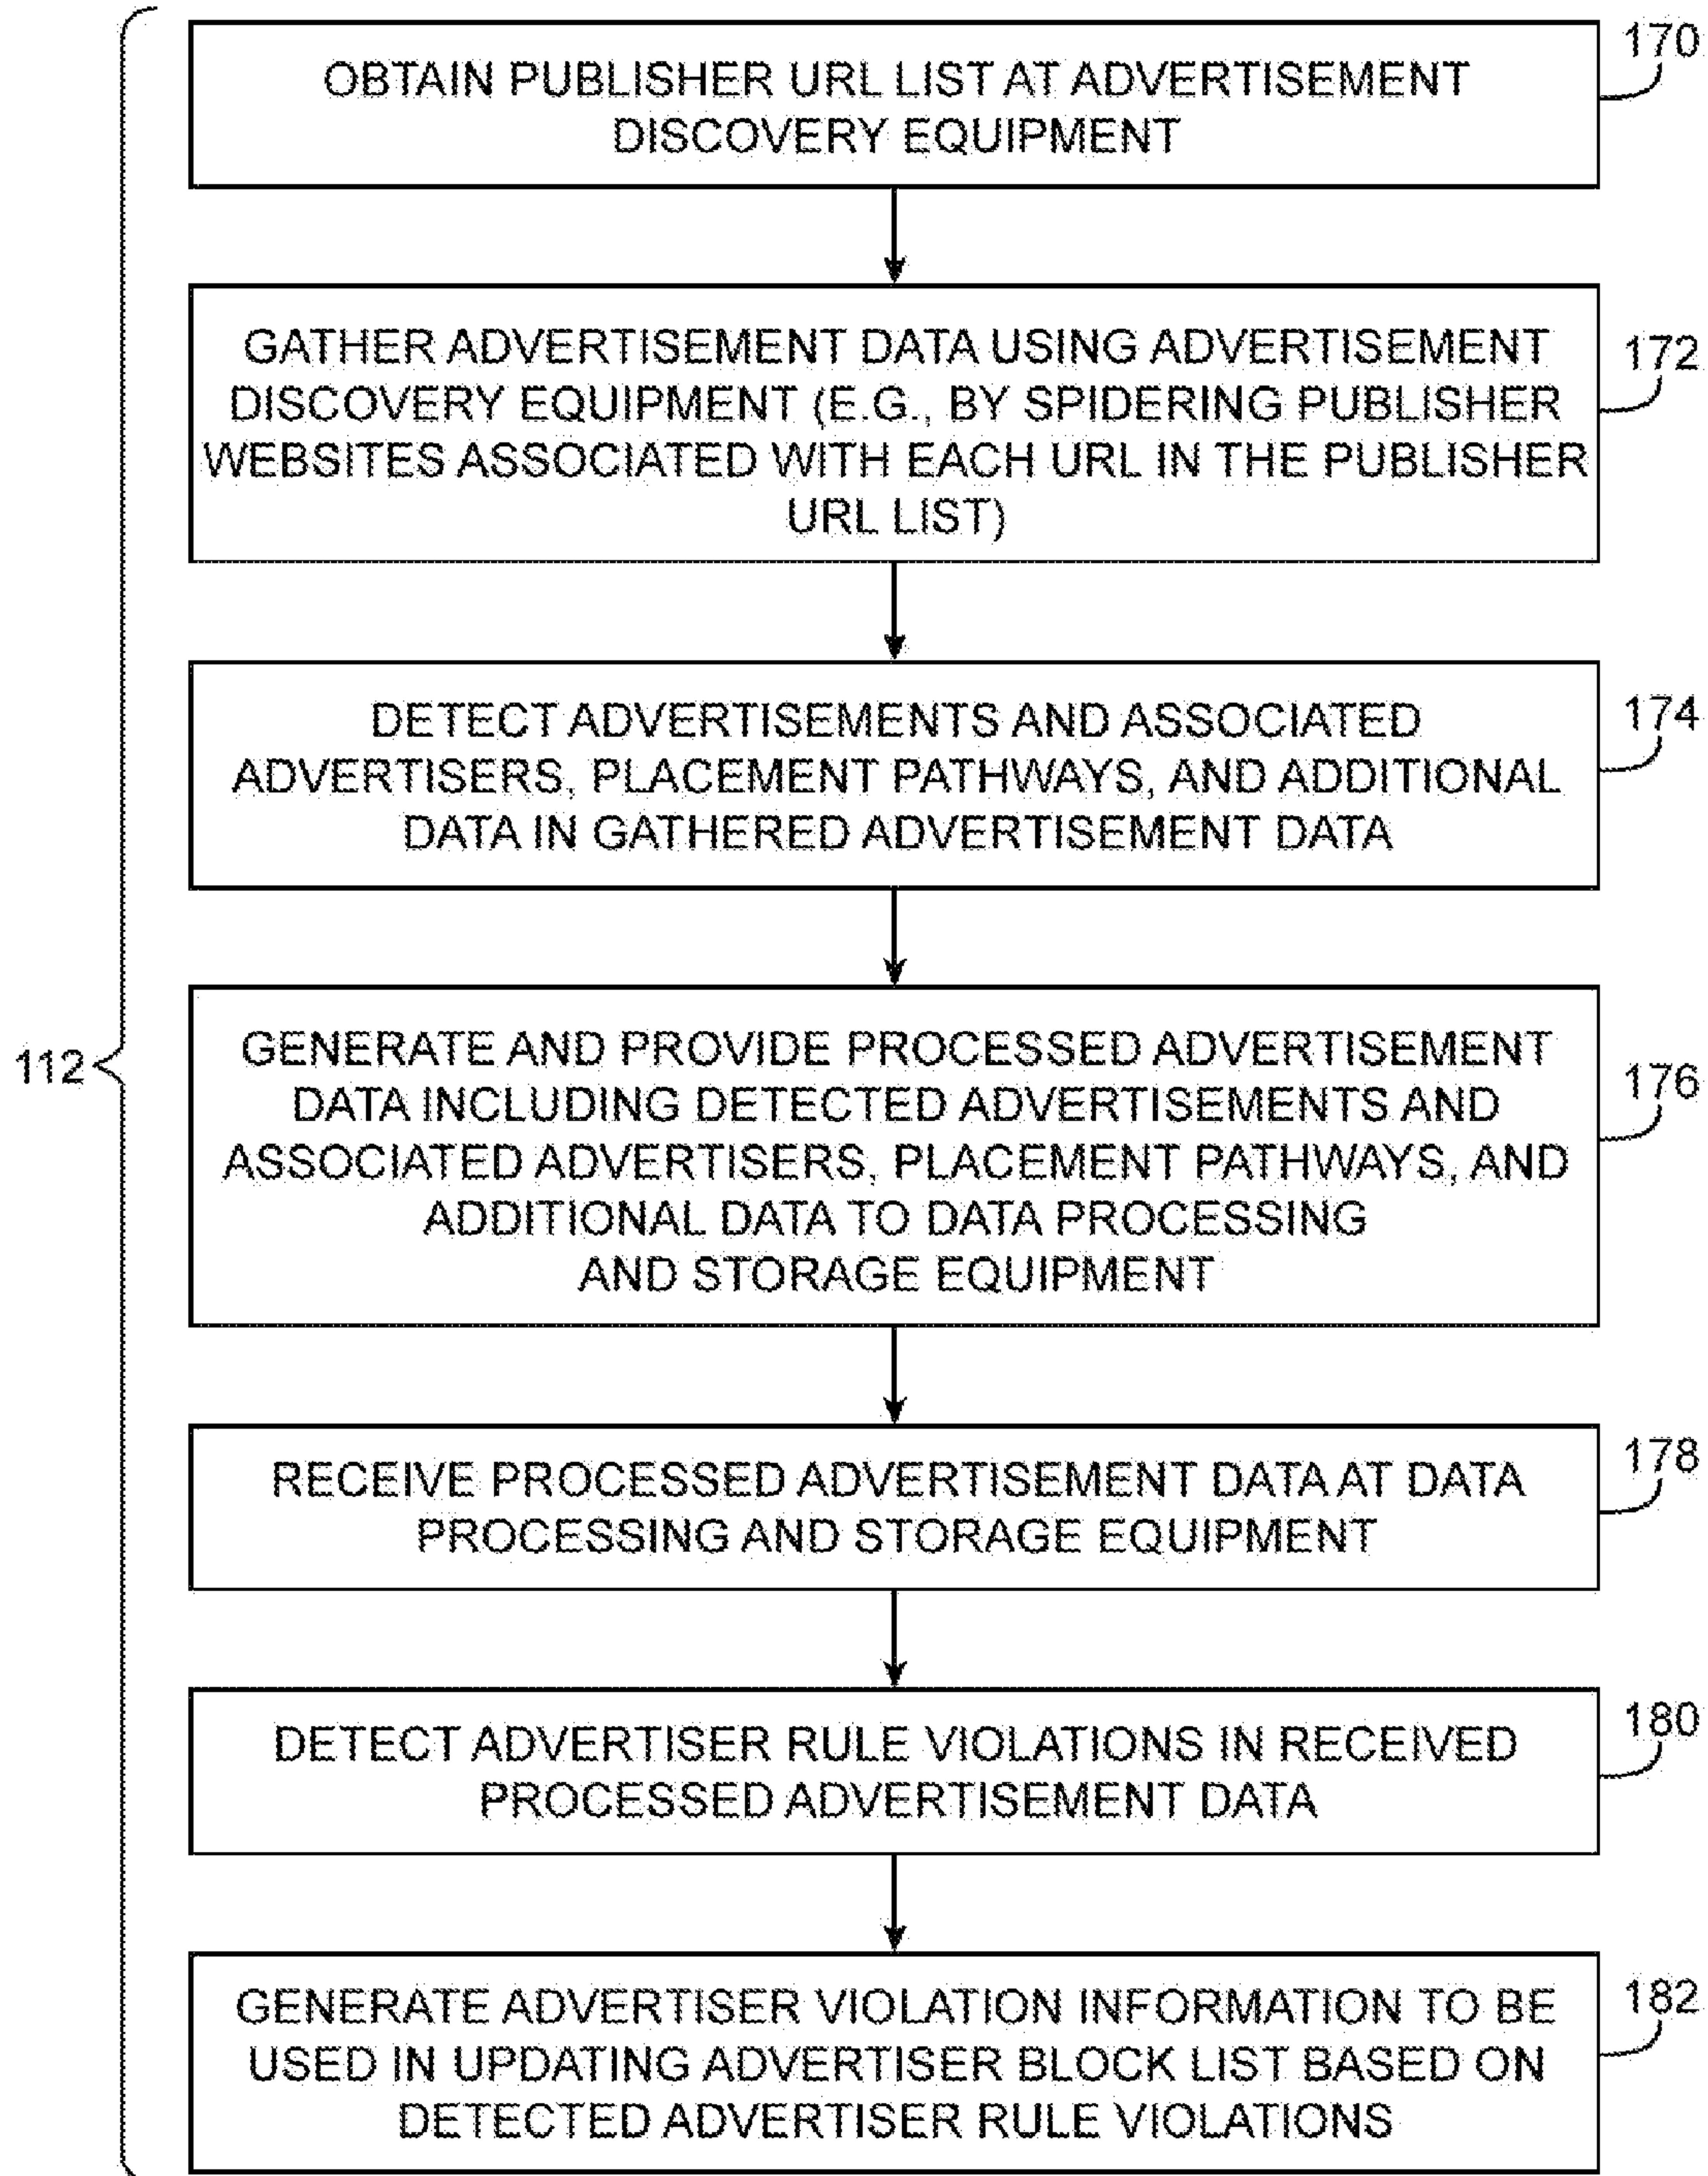 170
OBTAIN PUBLISHER URL LIST AT ADVERTISEMENT
DISCOVERY EQUIPMENT
GATHER ADVERTISEMENT DATA USING ADVERTISEMENT
DISCOVERY EQUIPMENT (E.G., BY SPIDERING PUBLISHER
WEBSITES ASSOCIATED WITH EACH URL IN THE PUBLISHER
URL LIST)
172
DETECT ADVERTISEMENTS AND ASSOCIATED
ADVERTISERS, PLACEMENT PATHWAYS, AND ADDITIONAL
DATA IN GATHERED ADVERTISEMENT DATA
174
112
GENERATE AND PROVIDE PROCESSED ADVERTISEMENT
DATA INCLUDING DETECTED ADVERTISEMENTS AND
ASSOCIATED ADVERTISERS, PLACEMENT PATHWAYS, AND
ADDITIONAL DATA TO DATA PROCESSING
AND STORAGE EQUIPMENT
176
RECEIVE PROCESSED ADVERTISEMENT DATA AT DATA
PROCESSING AND STORAGE EQUIPMENT
178
DETECT ADVERTISER RULE VIOLATIONS IN RECEIVED
PROCESSED ADVERTISEMENT DATA
180
GENERATE ADVERTISER VIOLATION INFORMATION TO BE
USED IN UPDATING ADVERTISER BLOCK LIST BASED ON
DETECTED ADVERTISER RULE VIOLATIONS
182